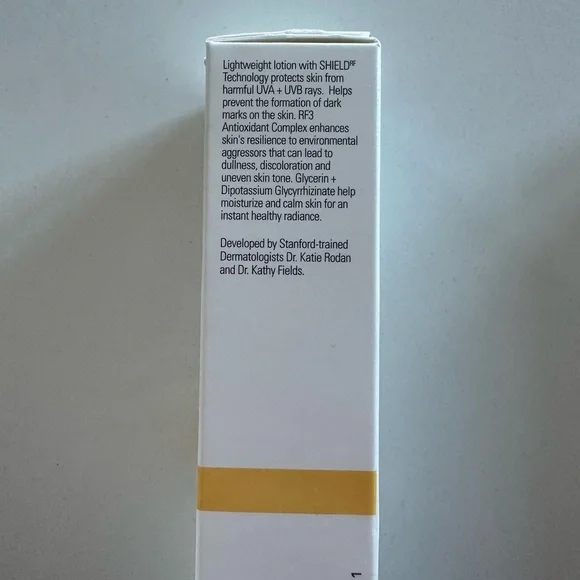 Lightweight lotion with SHIELDᴿᶠ
Technology protects skin from
harmful UVA + UVB rays. Helps
prevent the formation of dark
marks on the skin. RF3
Antioxidant Complex enhances
skin's resilience to environmental
aggressors that can lead to
dullness, discoloration and
uneven skin tone. Glycerin +
Dipotassium Glycyrrhizinate help
moisturize and calm skin for an
instant healthy radiance.
Developed by Stanford-trained
Dermatologists Dr. Katie Rodan
and Dr. Kathy Fields.
1